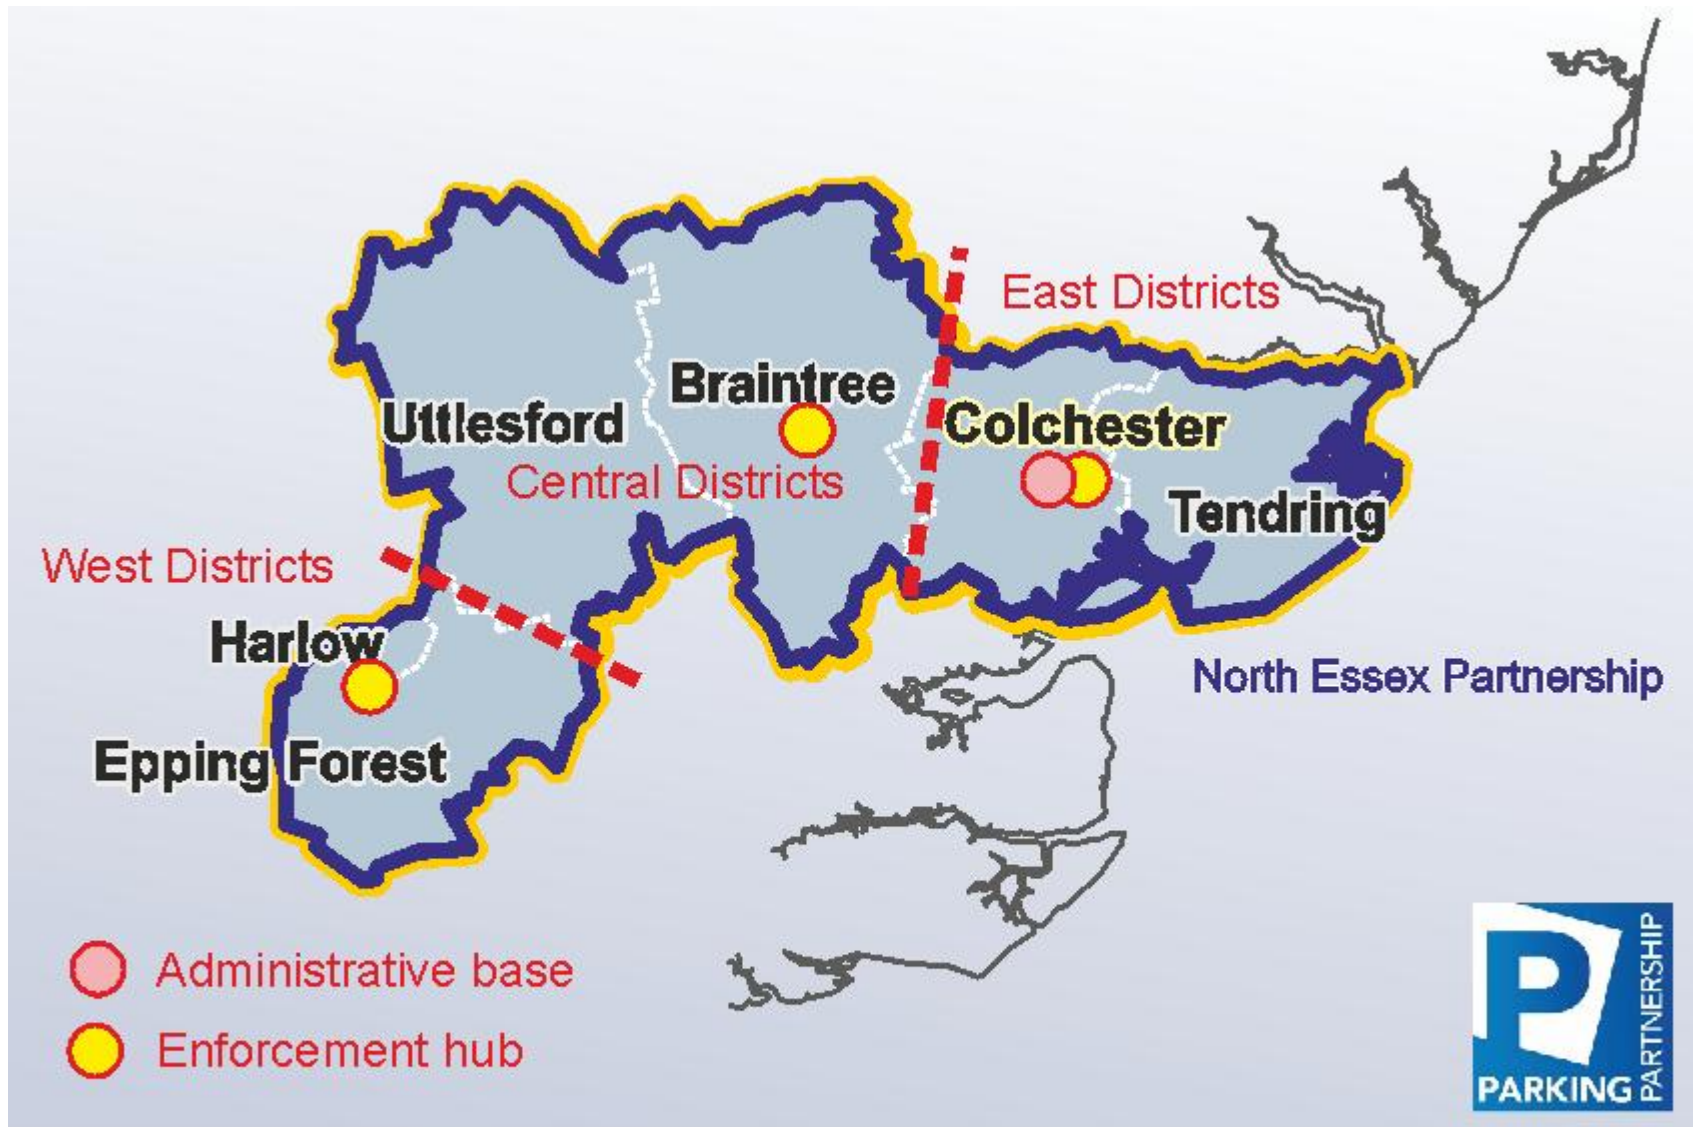 East Districts
Braintree
Uttlesford
Colchester
Central Districts
Tendring
West Districts
Harlow
North Essex Partnership
Epping Forest
Administrative base
Enforcement hub
P
PARKING
PARTNERSHIP